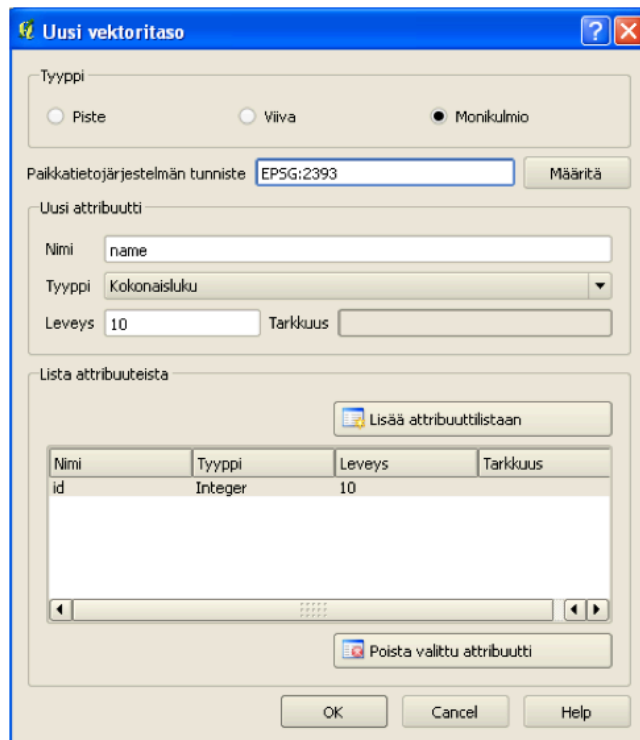 Uusi vektoritaso
Tyyppi
Piste Viiva Monikulmio
Paikkatietojärjestelmän tunniste EPSG:2393 Määritä
Uusi attribuutti
Nimi name
Tyyppi Kokonaisluku
Leveys 10 Tarkkuus
Lista attribuuteista
Lisää attribuuttilistaan
Nimi Tyyppi Leveys Tarkkuus
id Integer 10
Poista valittu attribuutti
OK Cancel Help